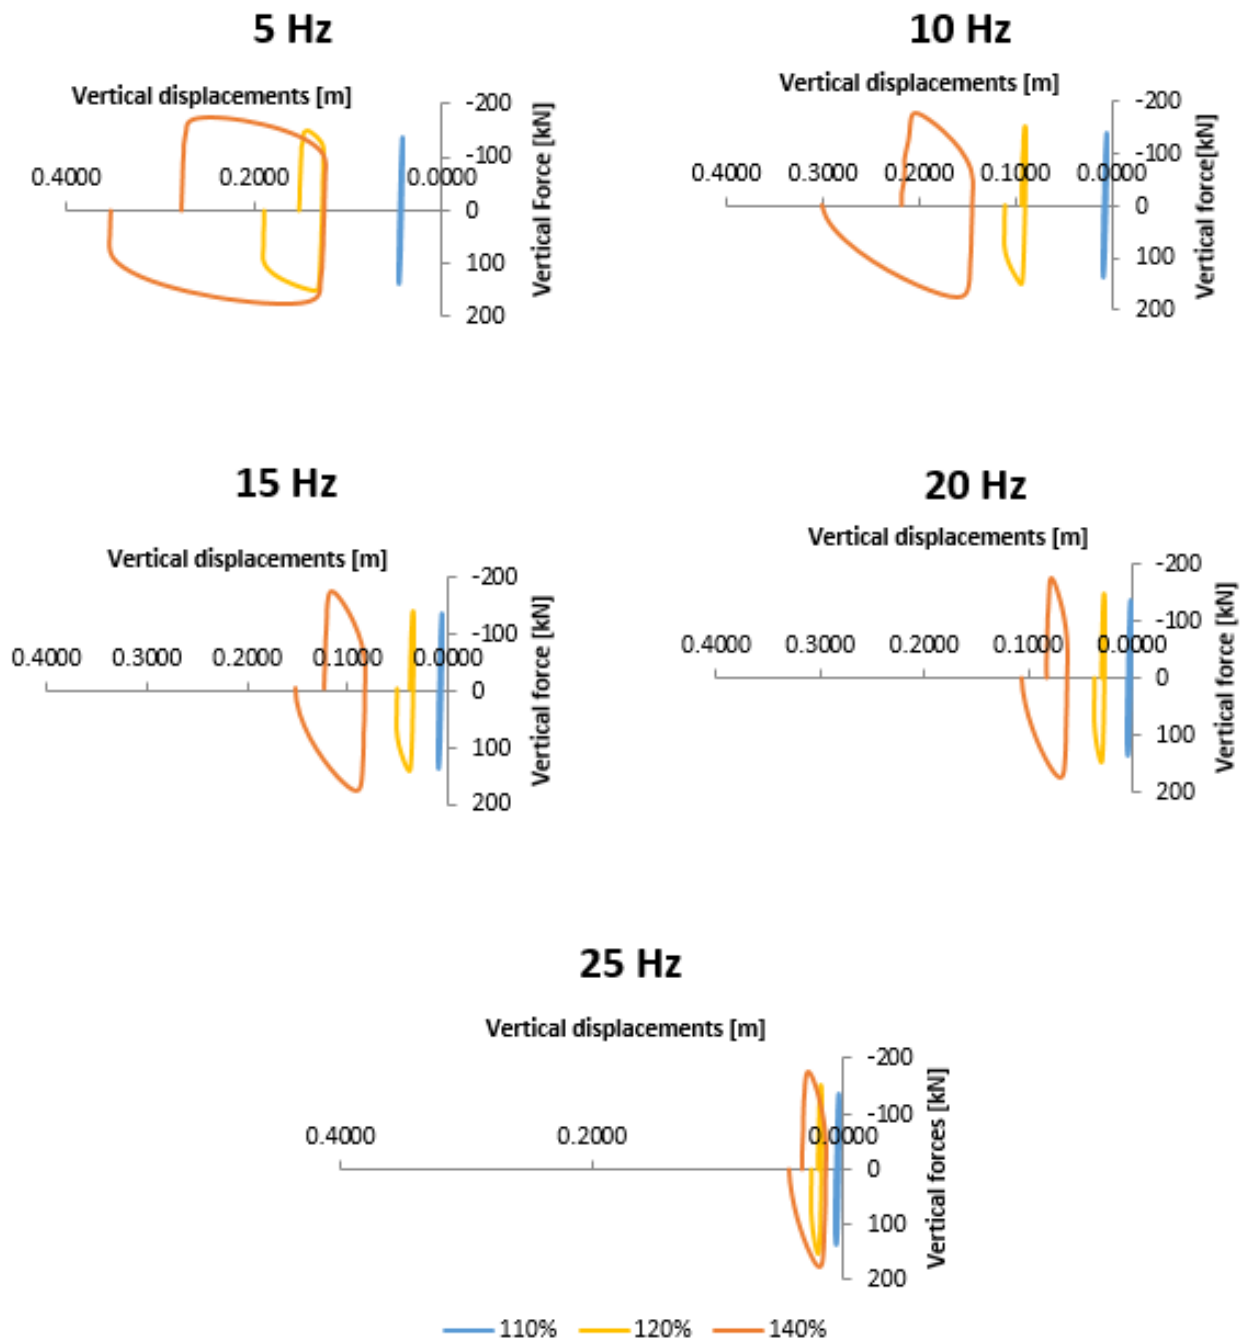 5 Hz
Vertical displacements [m]
0.4000 0.2000 0.0000
-200
-100
0
100
200
Vertical Force [kN]
10 Hz
Vertical displacements [m]
0.4000 0.3000 0.2000 0.1000 0.0000
-200
-100
0
100
200
Vertical force[kN]
15 Hz
Vertical displacements [m]
0.4000 0.3000 0.2000 0.1000 0.0000
-200
-100
0
100
200
Vertical force [kN]
20 Hz
Vertical displacements [m]
0.4000 0.3000 0.2000 0.1000 0.0000
-200
-100
0
100
200
Vertical force [kN]
25 Hz
Vertical displacements [m]
0.4000 0.2000 0.0000
-200
-100
0
100
200
Vertical forces [kN]
110% 120% 140%